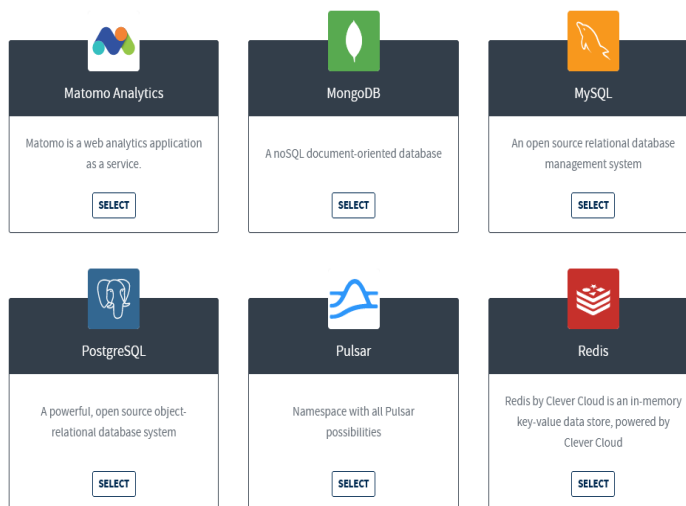 Matomo Analytics
Matomo is a web analytics application
as a service.
SELECT
MongoDB
A noSQL document-oriented database
SELECT
MySQL
An open source relational database
management system
SELECT
PostgreSQL
A powerful, open source object-
relational database system
SELECT
Pulsar
Namespace with all Pulsar
possibilities
SELECT
Redis
Redis by Clever Cloud is an in-memory
key-value data store, powered by
Clever Cloud
SELECT